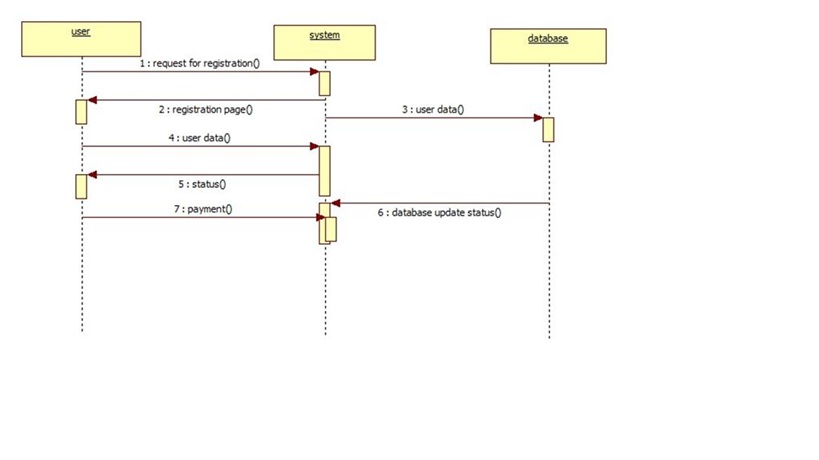 user
system
database
1 : request for registration()
2 : registration page()
3 : user data()
4 : user data()
5 : status()
6 : database update status()
7 : payment()